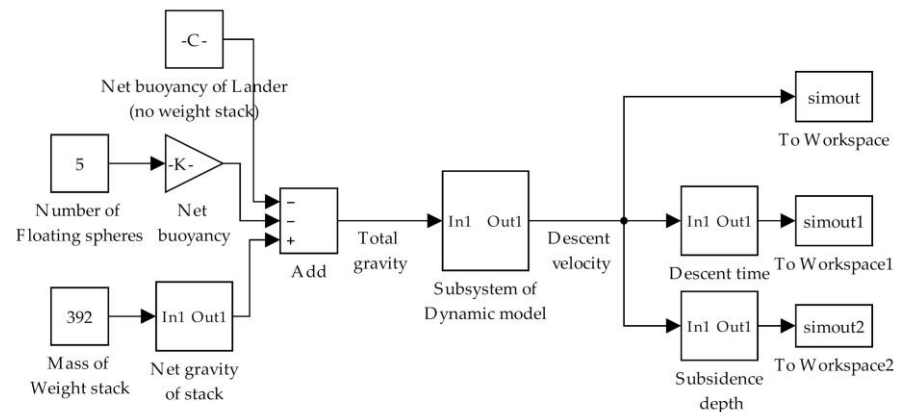 -C-
Net buoyancy of Lander
(no weight stack)
5
Number of
Floating spheres
-K-
Net
buoyancy
392
Mass of
Weight stack
In1 Out1
Net gravity
of stack
−
−
+
Add
Total
gravity
In1 Out1
Subsystem of
Dynamic model
Descent
velocity
simout
To Workspace
In1 Out1
Descent time
simout1
To Workspace1
In1 Out1
Subsidence
depth
simout2
To Workspace2